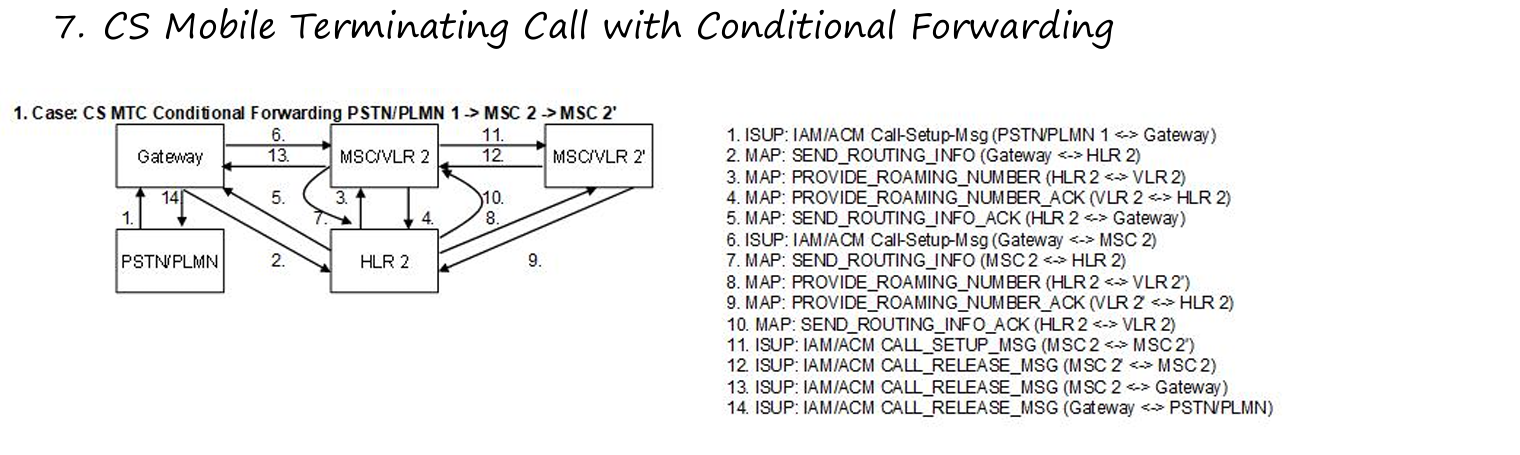 7. CS Mobile Terminating Call with Conditional Forwarding
1. Case: CS MTC Conditional Forwarding PSTN/PLMN 1 -> MSC 2 -> MSC 2'
6.
11.
Gateway
13.
MSC/VLR 2
12.
MSC/VLR 2'
14.
5.
3.
10.
1.
7.
4.
8.
PSTN/PLMN
2.
HLR 2
9.
1. ISUP: IAM/ACM Call-Setup-Msg (PSTN/PLMN 1 <-> Gateway)
2. MAP: SEND_ROUTING_INFO (Gateway <-> HLR 2)
3. MAP: PROVIDE_ROAMING_NUMBER (HLR 2 <-> VLR 2)
4. MAP: PROVIDE_ROAMING_NUMBER_ACK (VLR 2 <-> HLR 2)
5. MAP: SEND_ROUTING_INFO_ACK (HLR 2 <-> Gateway)
6. ISUP: IAM/ACM Call-Setup-Msg (Gateway <-> MSC 2)
7. MAP: SEND_ROUTING_INFO (MSC 2 <-> HLR 2)
8. MAP: PROVIDE_ROAMING_NUMBER (HLR 2 <-> VLR 2')
9. MAP: PROVIDE_ROAMING_NUMBER_ACK (VLR 2' <-> HLR 2)
10. MAP: SEND_ROUTING_INFO_ACK (HLR 2 <-> VLR 2)
11. ISUP: IAM/ACM CALL_SETUP_MSG (MSC 2 <-> MSC 2')
12. ISUP: IAM/ACM CALL_RELEASE_MSG (MSC 2' <-> MSC 2)
13. ISUP: IAM/ACM CALL_RELEASE_MSG (MSC 2 <-> Gateway)
14. ISUP: IAM/ACM CALL_RELEASE_MSG (Gateway <-> PSTN/PLMN)